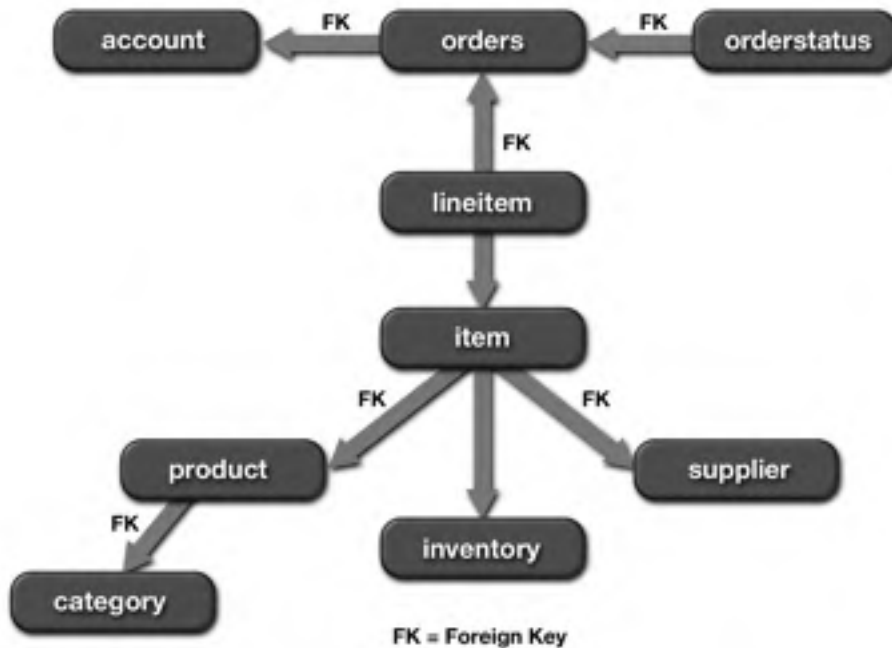 FK
FK
account
orders
orderstatus
FK
lineitem
item
FK
FK
product
supplier
FK
inventory
category
FK = Foreign Key